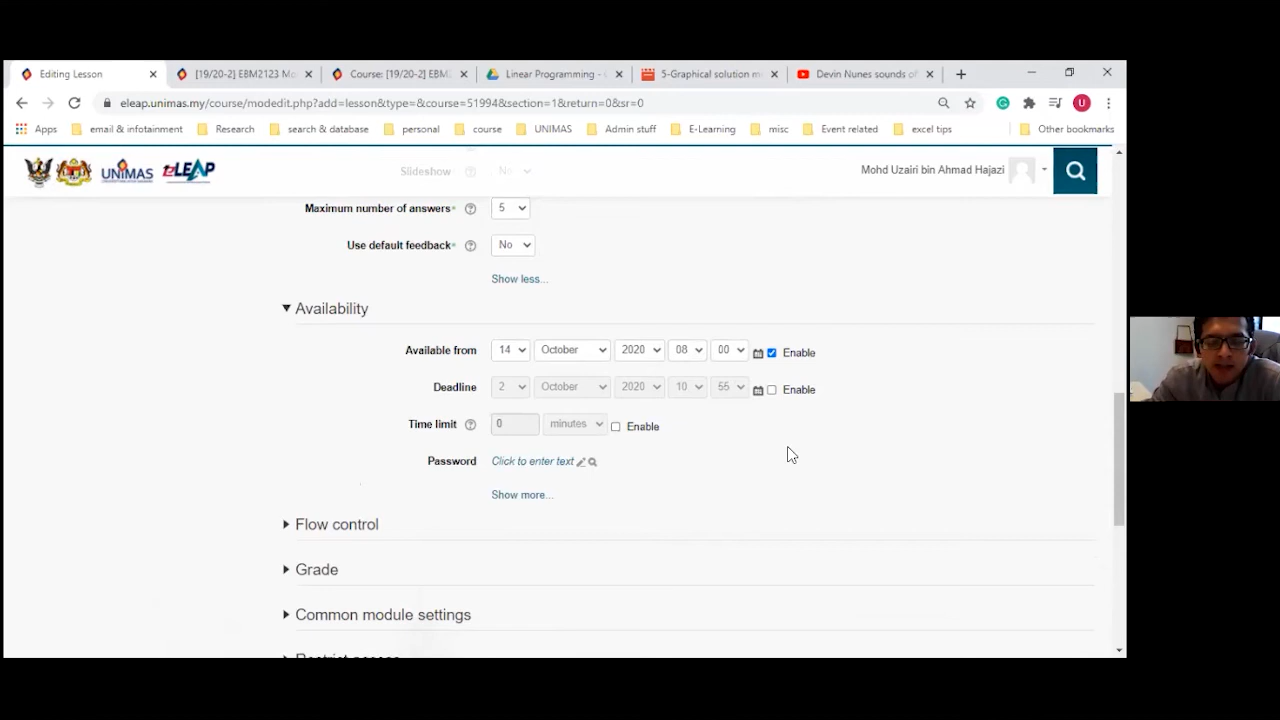 Editing Lesson
[19/20-2] EBM2123 Mo
Course: [19/20-2] EBM
Linear Programming -
5-Graphical solution m
Devin Nunes sounds of
eleap.unimas.my/course/modedit.php?add=lesson&type=&course=51994&section=1&return=0&sr=0
U
Apps
email & infotainment
Research
search & database
personal
course
UNIMAS
Admin stuff
E-Learning
misc
Event related
excel tips
Other bookmarks
UNIMAS
eLEAP
Mohd Uzairi bin Ahmad Hajazi
Slideshow
No
Maximum number of answers
5
Use default feedback
No
Show less...
Availability
Available from 14 October 2020 08 00 Enable
Deadline 2 October 2020 10 55 Enable
Time limit 0 minutes Enable
Password Click to enter text
Show more...
Flow control
Grade
Common module settings
Restrict access